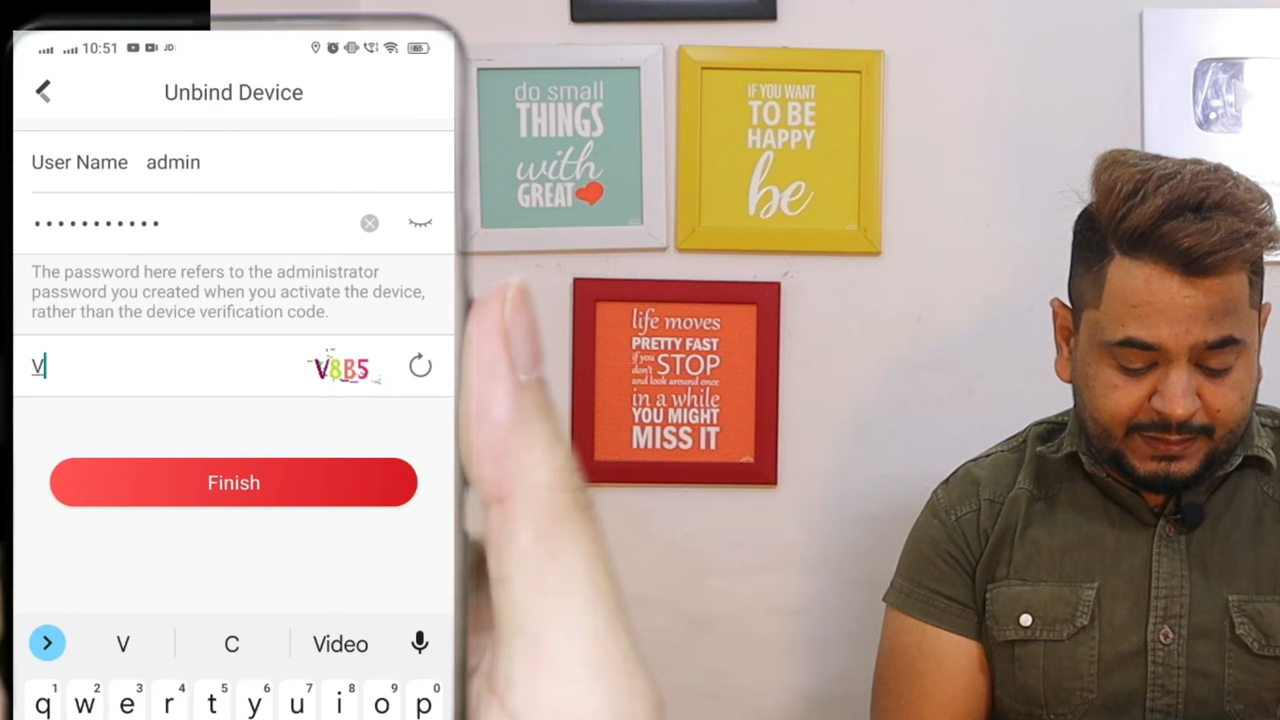 10:51
JD
65
Unbind Device
User Name admin
The password here refers to the administrator
password you created when you activate the device,
rather than the device verification code.
V
V8B5
Finish
V C Video
1 2 3 4 5 6 7 8 9 0
q w e r t y u i o p
do small
THINGS
with
GREAT
IF YOU WANT
TO BE
HAPPY
be
life moves
PRETTY FAST
if you
don't STOP
and look around once
in a while
YOU MIGHT
MISS IT